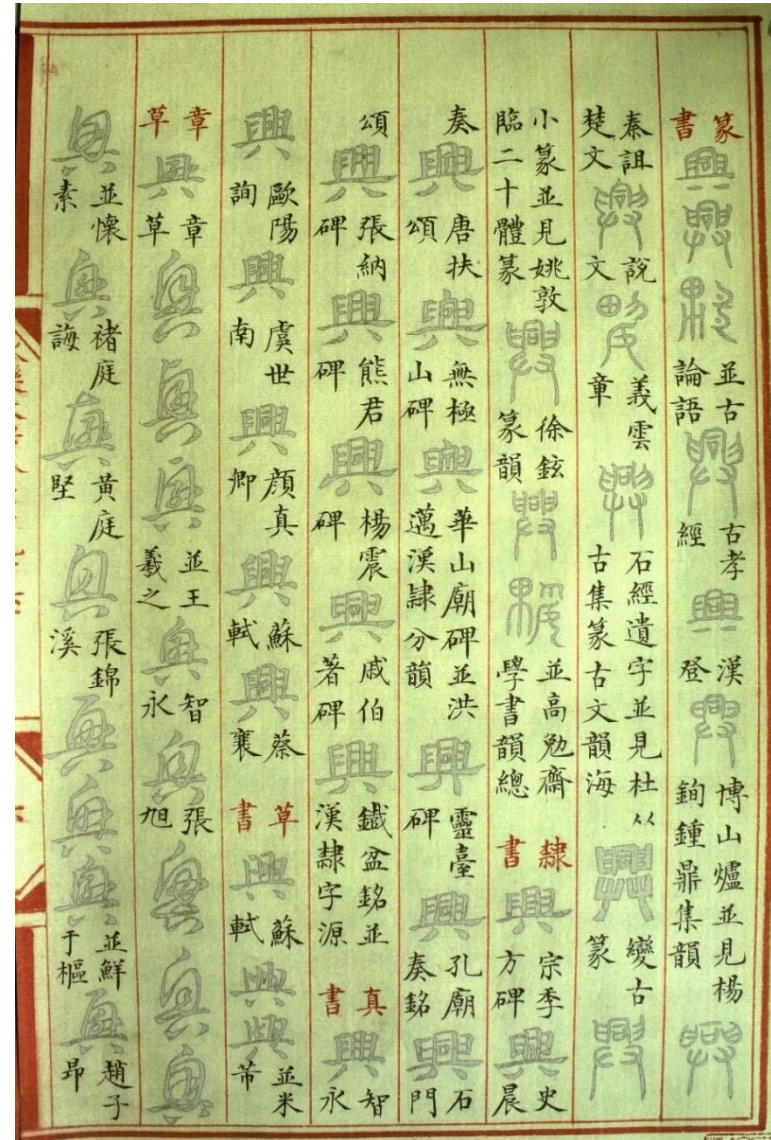 篆書興興興並古論語興古孝經興漢登興博山爐並見楊銁鍾鼎集韻興
秦詛楚文興說文興義雲章興石經遺字並見杜从古集篆古文韻海興變古篆興
小篆並見姚敦臨二十體篆興徐鉉篆韻興興並高勉齋學書韻總隸書興宗季方碑興史晨
奏興唐扶頌興無極山碑興華山廟碑並洪邁漢隸分韻興靈臺碑興孔廟奏銘興石門
頌興張納碑興熊君碑興楊震碑興戚伯著碑興鐵盆銘並漢隸字源真書興智永
興歐陽詢興虞世南興顔真卿興蘇軾興蔡襄草書興蘇軾興興並米芾
章草興章草興興興並王羲之興智永興張旭興興興
興並懷素興褚庭誨興黃庭堅興張錦溪興興興並鮮于樞興趙子昂